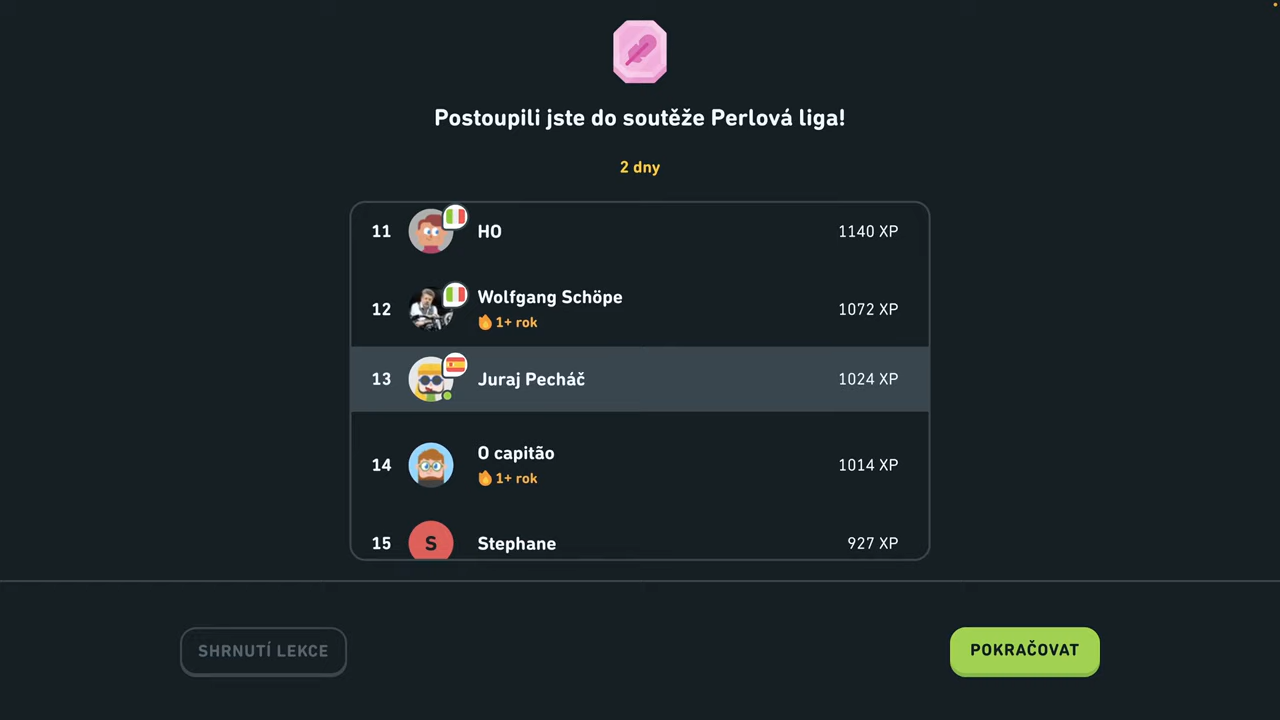 Postoupili jste do soutěže Perlová liga!
2 dny
11 HO 1140 XP
12 Wolfgang Schöpe 1072 XP
1+ rok
13 Juraj Pecháč 1024 XP
14 O capitão 1014 XP
1+ rok
15 S Stephane 927 XP
SHRNUTÍ LEKCE
POKRAČOVAT